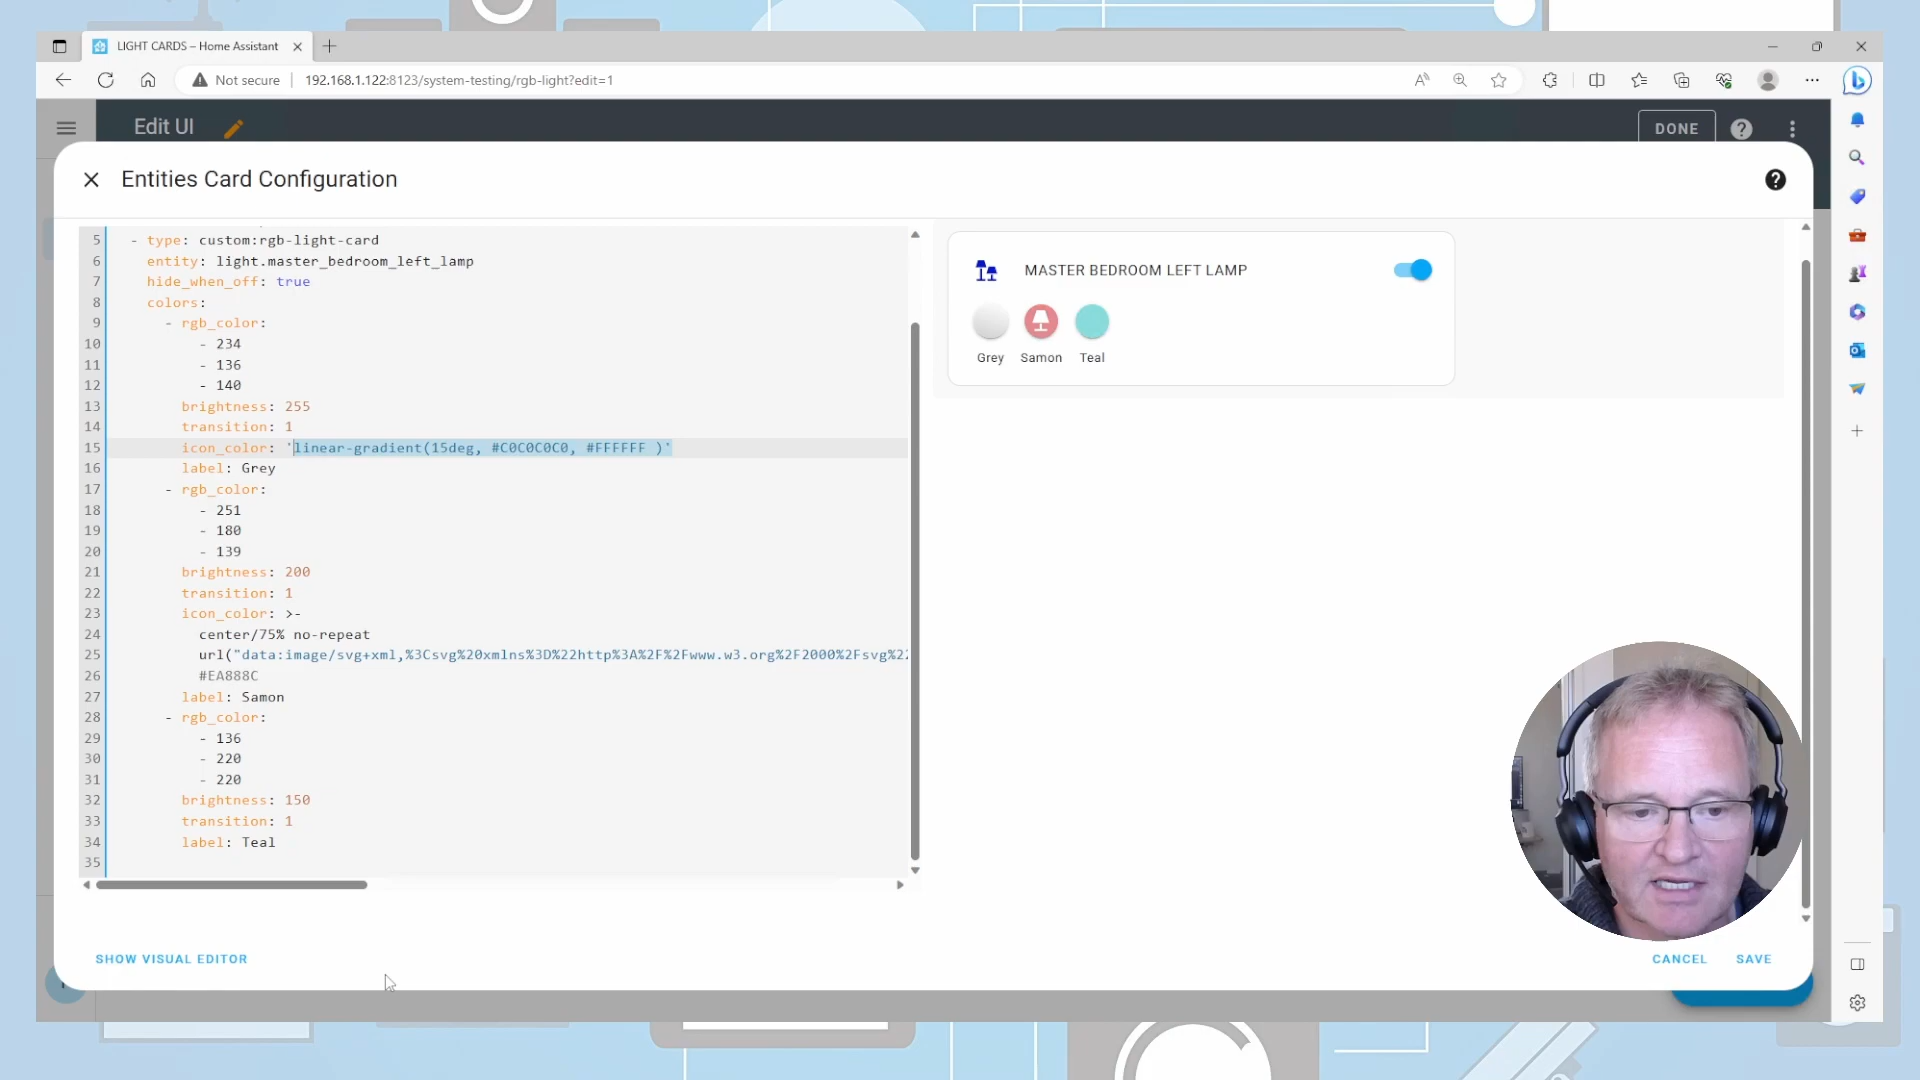 LIGHT CARDS – Home Assistant
Not secure
192.168.1.122:8123/system-testing/rgb-light?edit=1
Edit UI
DONE
Entities Card Configuration
5 - type: custom:rgb-light-card
6 entity: light.master_bedroom_left_lamp
7 hide_when_off: true
8 colors:
9 - rgb_color:
10 - 234
11 - 136
12 - 140
13 brightness: 255
14 transition: 1
15 icon_color: 'linear-gradient(15deg, #C0C0C0C0, #FFFFFF )'
16 label: Grey
17 - rgb_color:
18 - 251
19 - 180
20 - 139
21 brightness: 200
22 transition: 1
23 icon_color: >-
24 center/75% no-repeat
25 url("data:image/svg+xml,%3Csvg%20xmlns%3D%22http%3A%2F%2Fwww.w3.org%2F2000%2Fsvg%22
26 #EA888C
27 label: Samon
28 - rgb_color:
29 - 136
30 - 220
31 - 220
32 brightness: 150
33 transition: 1
34 label: Teal
35
MASTER BEDROOM LEFT LAMP
Grey Samon Teal
SHOW VISUAL EDITOR
CANCEL SAVE